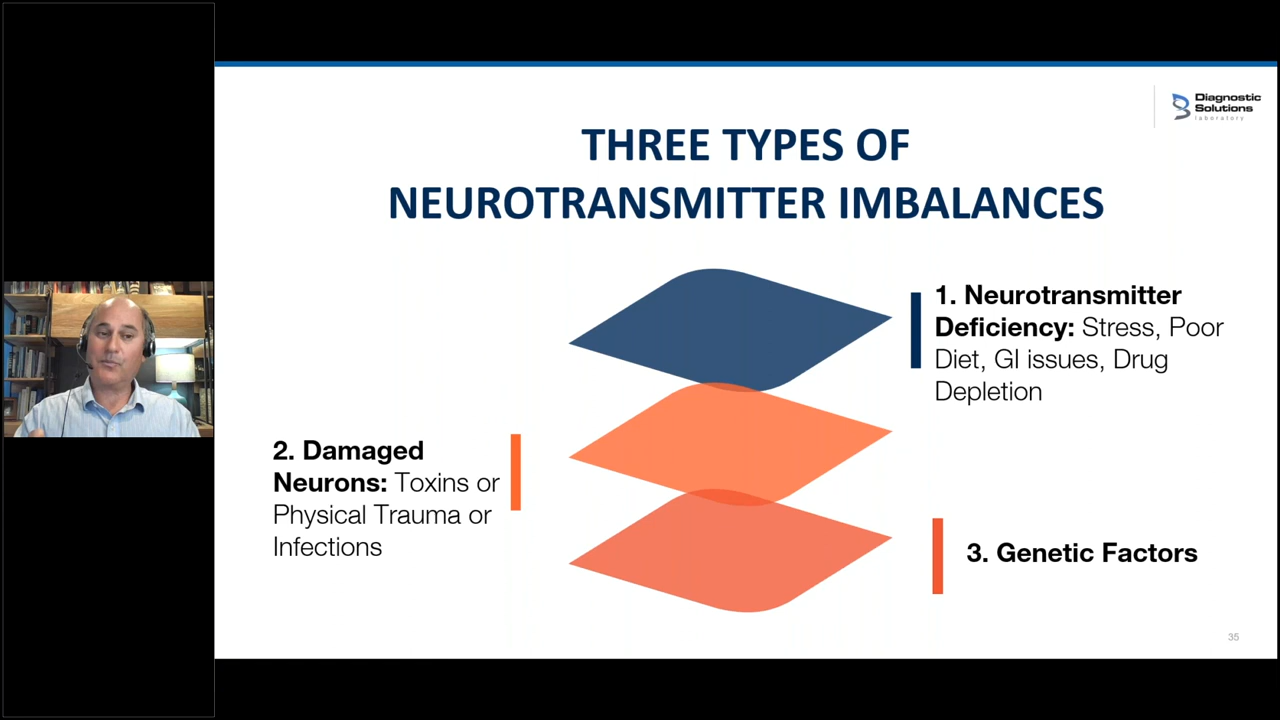 Diagnostic
Solutions
laboratory
THREE TYPES OF
NEUROTRANSMITTER IMBALANCES
1. Neurotransmitter
Deficiency: Stress, Poor
Diet, GI issues, Drug
Depletion
2. Damaged
Neurons: Toxins or
Physical Trauma or
Infections
3. Genetic Factors
35